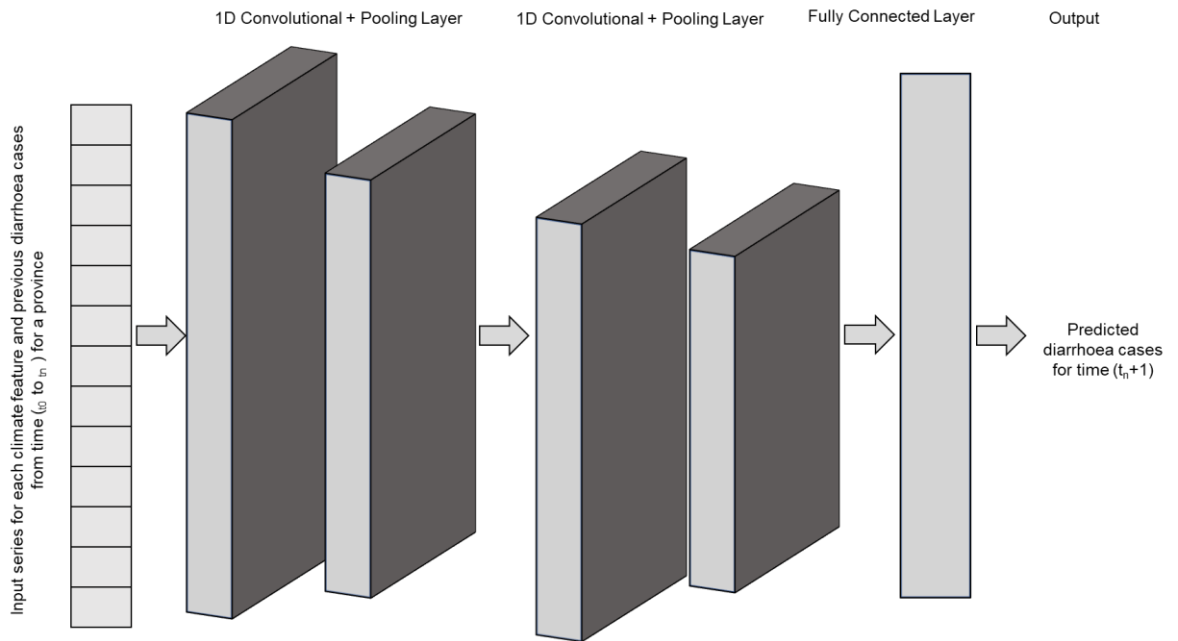 1D Convolutional + Pooling Layer
1D Convolutional + Pooling Layer
Fully Connected Layer
Output
Input series for each climate feature and previous diarrhoea cases
from time (t0 to tn ) for a province
Predicted
diarrhoea cases
for time (tn+1)